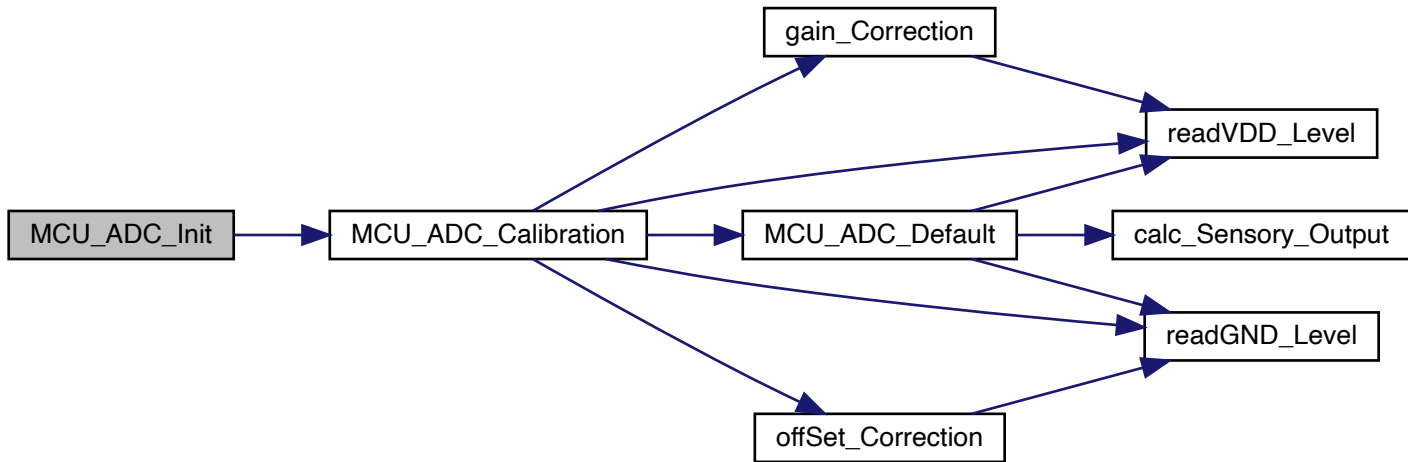 gain_Correction
readVDD_Level
MCU_ADC_Init
MCU_ADC_Calibration
MCU_ADC_Default
calc_Sensory_Output
readGND_Level
offSet_Correction